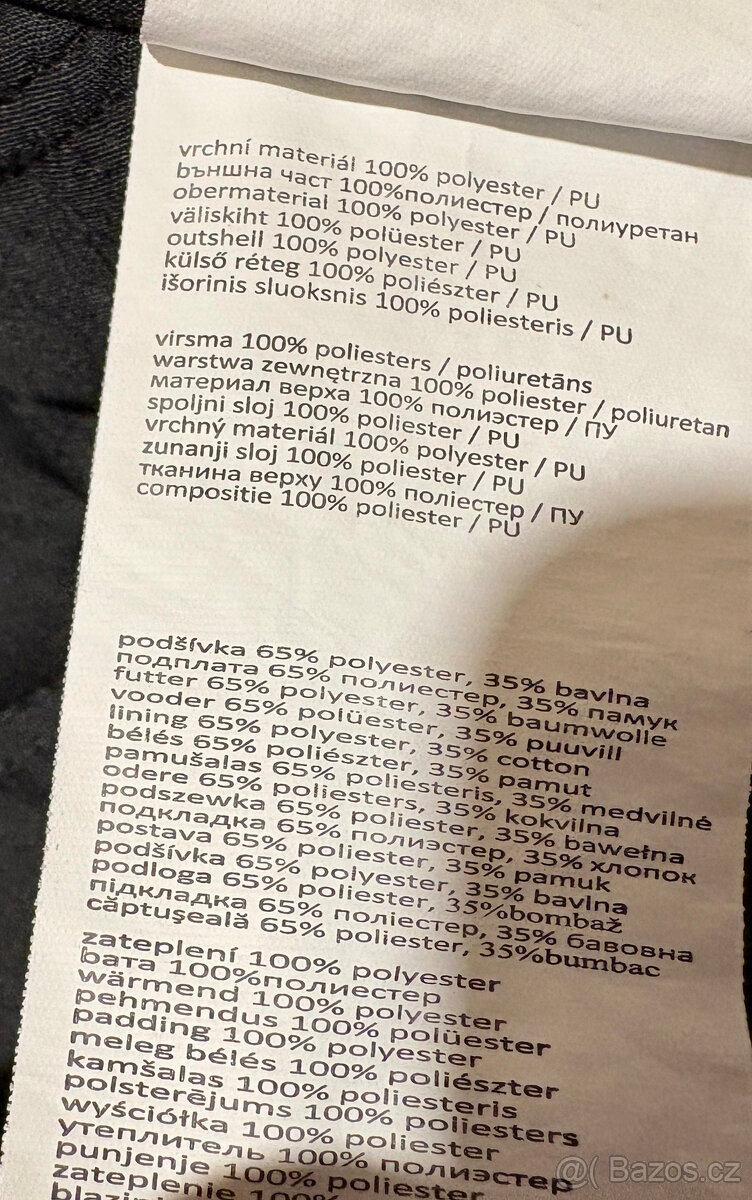 vrchní materiál 100% polyester / PU
външна част 100%полиестер / полиуретан
obermaterial 100% polyester / PU
väliskiht 100% polüester / PU
outshell 100% polyester / PU
külső réteg 100% poliészter / PU
išorinis sluoksnis 100% poliesteris / PU
virsma 100% poliesters / poliuretāns
warstwa zewnętrzna 100% poliester / poliuretan
материал верха 100% полиэстер / ПУ
spoljni sloj 100% poliester / PU
vrchný materiál 100% polyester / PU
zunanji sloj 100% poliester / PU
тканина верху 100% поліестер / ПУ
compositie 100% poliester / PU
podšívka 65% polyester, 35% bavlna
подплата 65% полиестер, 35% памук
futter 65% polyester, 35% baumwolle
vooder 65% polüester, 35% puuvill
lining 65% polyester, 35% cotton
bélés 65% poliészter, 35% pamut
pamušalas 65% poliesteris, 35% medvilné
odere 65% poliesters, 35% kokvilna
podszewka 65% poliester, 35% bawełna
подкладка 65% полиэстер, 35% хлопок
postava 65% poliester, 35% pamuk
podšívka 65% polyester, 35% bavlna
podloga 65% poliester, 35%bombaž
підкладка 65% поліестер, 35% бавовна
căptuşeală 65% poliester, 35%bumbac
zateplení 100% polyester
вата 100%полиестер
wärmend 100% polyester
pehmendus 100% polüester
padding 100% polyester
meleg bélés 100% poliészter
kamšalas 100% poliesteris
polsterējums 100% poliesters
wyściółka 100% poliester
утеплитель 100% полиэстер
punjenje 100% poliester
zateplenie 100%
@( Bazos.cz